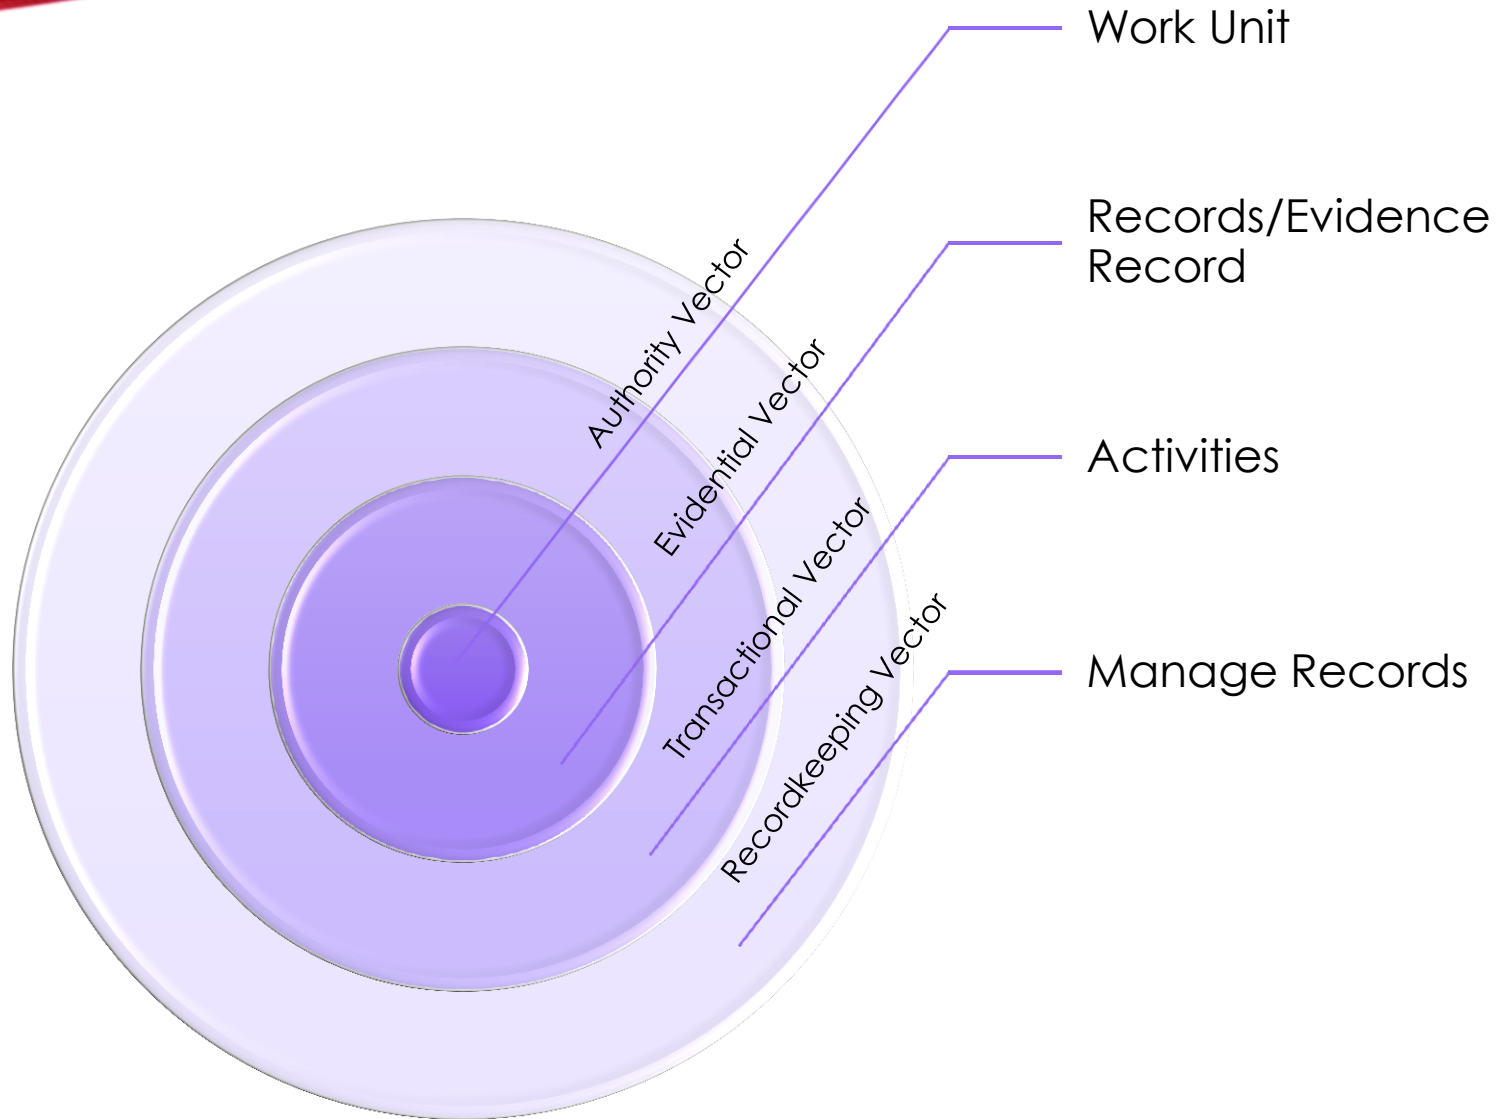 Work Unit
Authority Vector
Records/Evidence
Record
Evidential Vector
Activities
Transactional Vector
Manage Records
Recordkeeping Vector